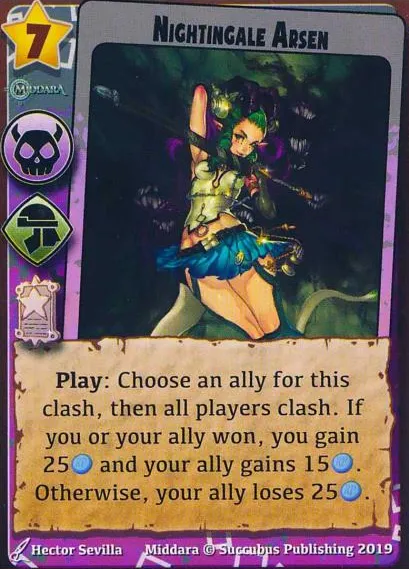 7
NIGHTINGALE ARSEN
MIDDARA
Play: Choose an ally for this
clash, then all players clash. If
you or your ally won, you gain
25 and your ally gains 15.
Otherwise, your ally loses 25.
Hector Sevilla Middara © Succubus Publishing 2019